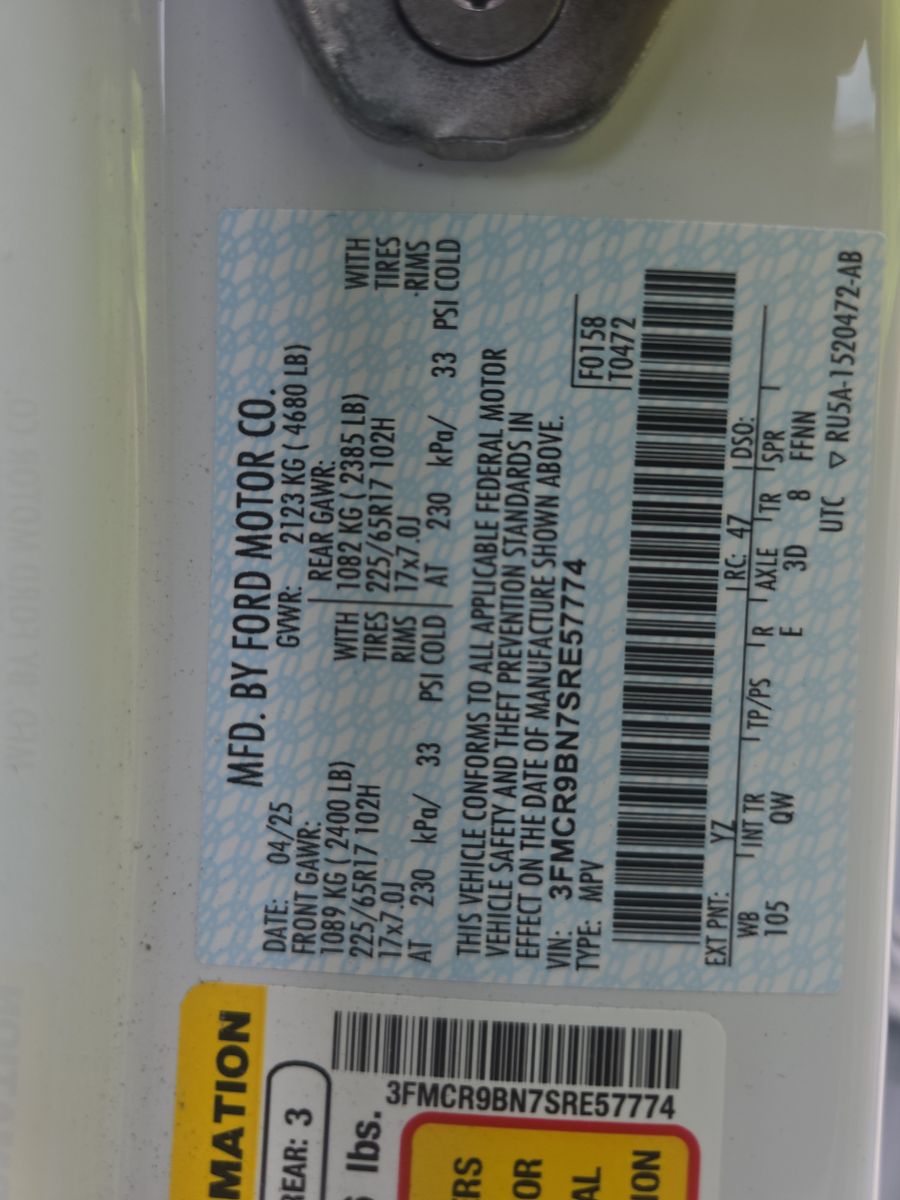 MFD. BY FORD MOTOR CO.
DATE: 04/25 GVWR: 2123 KG ( 4680 LB)
FRONT GAWR: REAR GAWR:
1089 KG ( 2400 LB) WITH 1082 KG ( 2385 LB) WITH
225/65R17 102H TIRES 225/65R17 102H TIRES
17x7.0J RIMS 17x7.0J RIMS
AT 230 kPa/ 33 PSI COLD AT 230 kPa/ 33 PSI COLD
THIS VEHICLE CONFORMS TO ALL APPLICABLE FEDERAL MOTOR
VEHICLE SAFETY AND THEFT PREVENTION STANDARDS IN
EFFECT ON THE DATE OF MANUFACTURE SHOWN ABOVE.
VIN: 3FMCR9BN7SRE57774
TYPE: MPV
F0158
T0472
EXT PNT: YZ RC: 47 DSO:
WB INT TR TP/PS R AXLE TR SPR
105 QW E 3D 8 FFNN
UTC ▽ RU5A-1520472-AB
MATION
REAR: 3
lbs.
3FMCR9BN7SRE57774